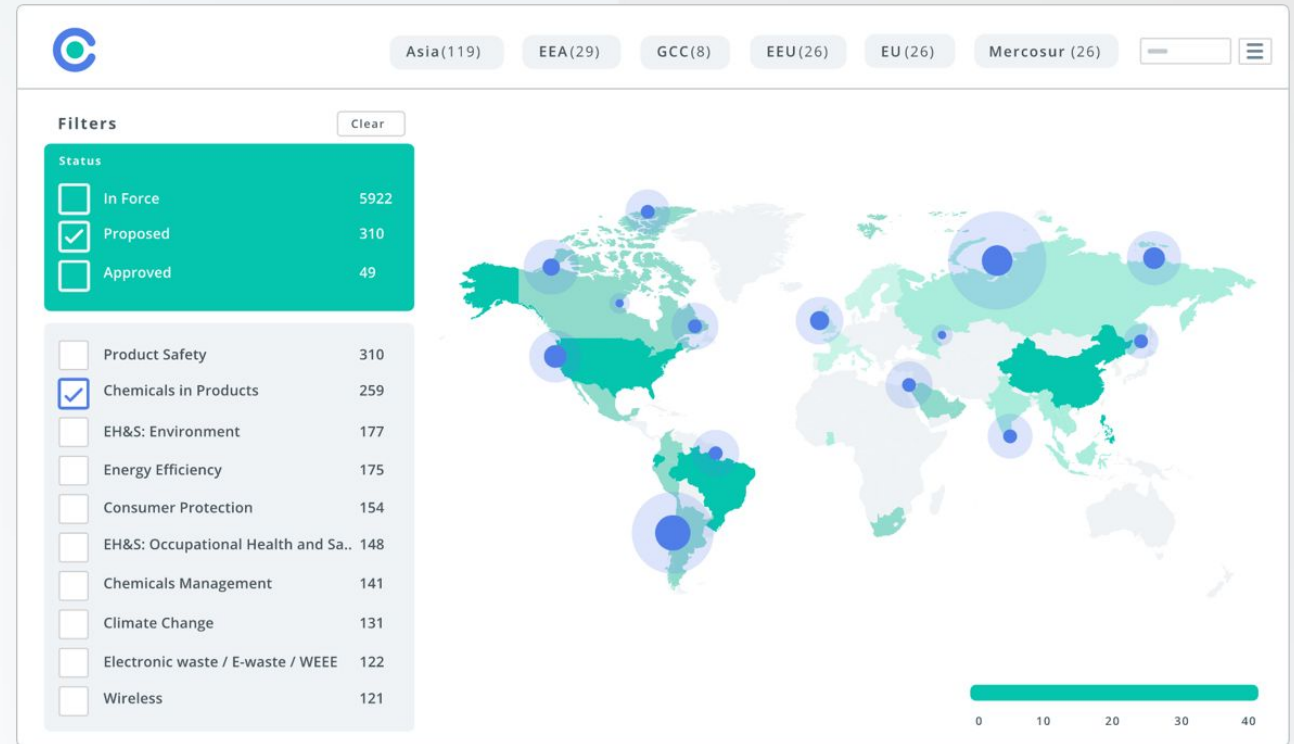 Asia(119) EEA(29) GCC(8) EEU(26) EU(26) Mercosur (26)
Filters Clear
Status
In Force 5922
Proposed 310
Approved 49
Product Safety 310
Chemicals in Products 259
EH&S: Environment 177
Energy Efficiency 175
Consumer Protection 154
EH&S: Occupational Health and Sa.. 148
Chemicals Management 141
Climate Change 131
Electronic waste / E-waste / WEEE 122
Wireless 121
0 10 20 30 40